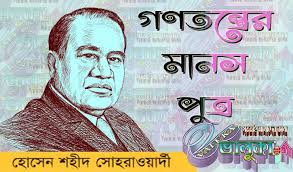 গণতন্ত্রের
মানস
পুত্র
ভালুকা
হোসেন শহীদ সোহরাওয়ার্দী